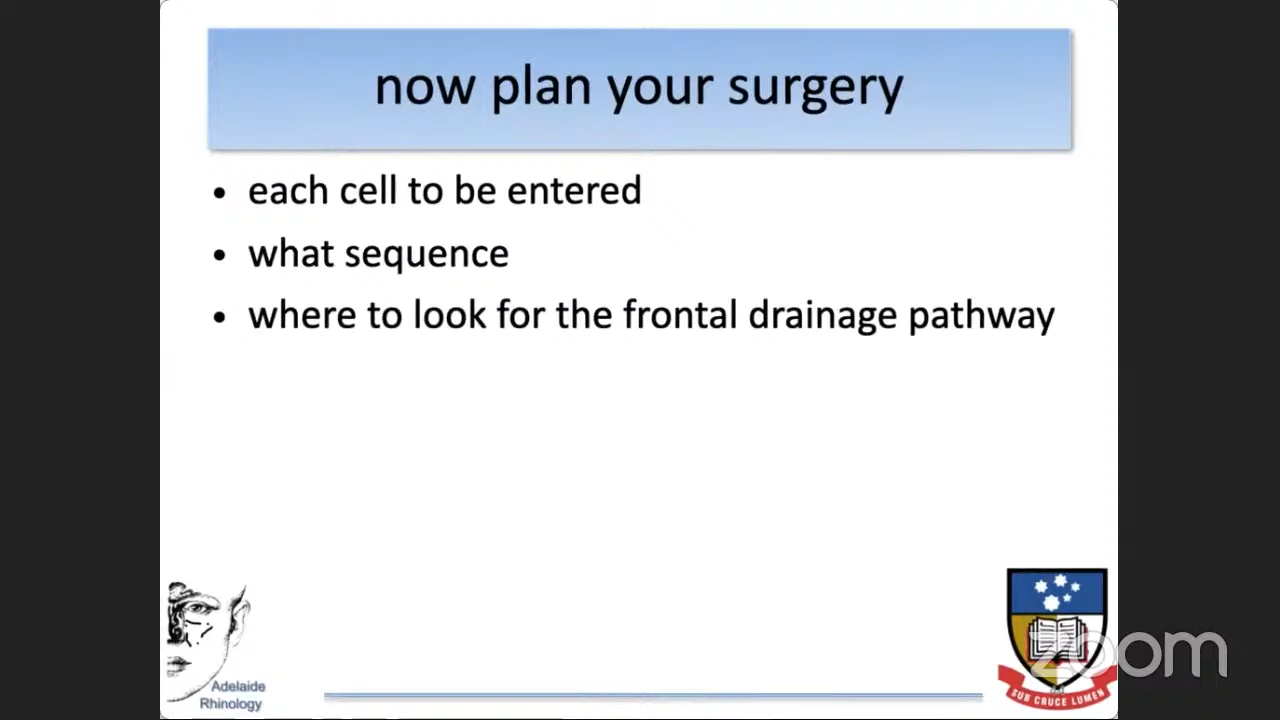 now plan your surgery
• each cell to be entered
• what sequence
• where to look for the frontal drainage pathway
Adelaide
Rhinology
SUB CRUCE LUMEN
zoom